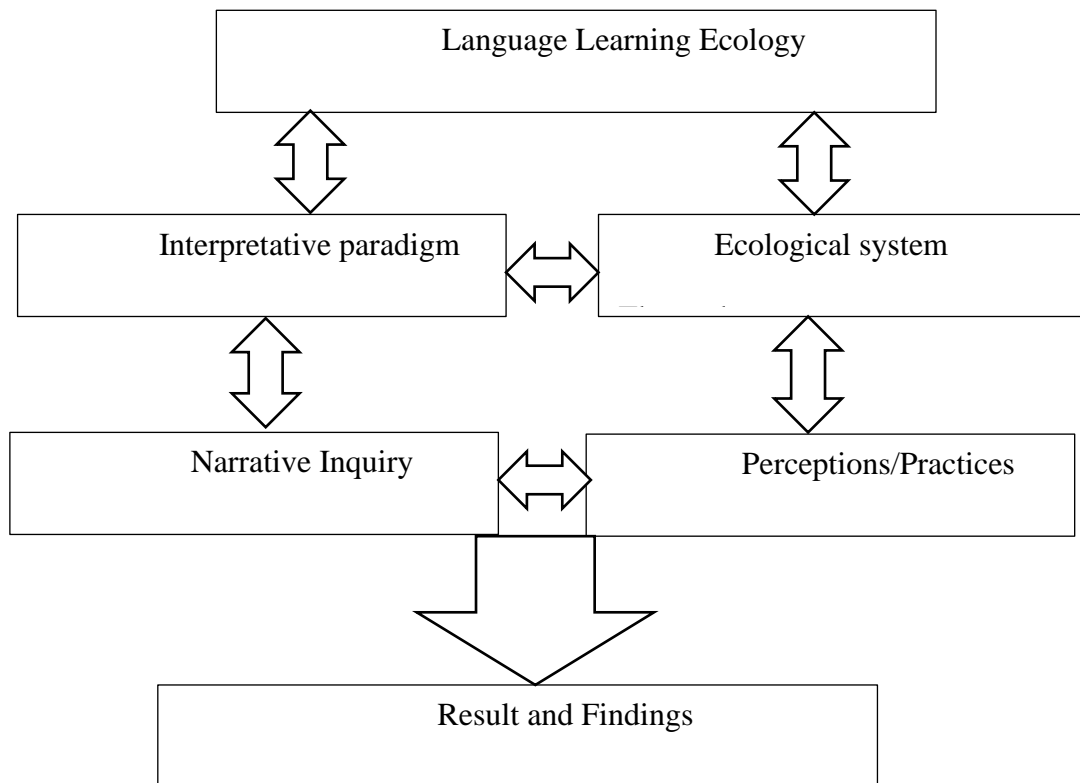 Language Learning Ecology
Interpretative paradigm
Ecological system
Narrative Inquiry
Perceptions/Practices
Result and Findings